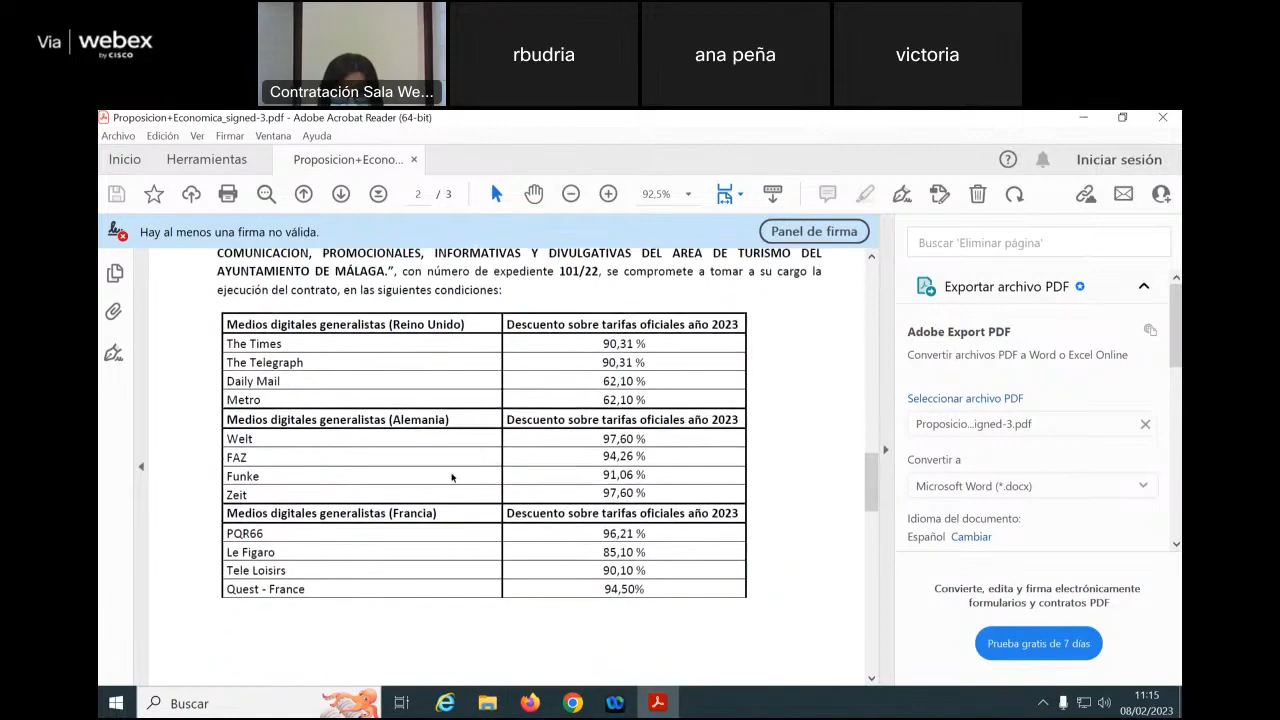 Via webex
by CISCO
Contratación Sala We...
rbudria
ana peña
victoria
Proposicion+Economica_signed-3.pdf - Adobe Acrobat Reader (64-bit)
Archivo Edición Ver Firmar Ventana Ayuda
Inicio Herramientas Proposicion+Econo... × Iniciar sesión
2 / 3 92,5%
Hay al menos una firma no válida. Panel de firma
COMUNICACION, PROMOCIONALES, INFORMATIVAS Y DIVULGATIVAS DEL AREA DE TURISMO DEL
AYUNTAMIENTO DE MÁLAGA.", con número de expediente 101/22, se compromete a tomar a su cargo la
ejecución del contrato, en las siguientes condiciones:
Medios digitales generalistas (Reino Unido) Descuento sobre tarifas oficiales año 2023
The Times 90,31 %
The Telegraph 90,31 %
Daily Mail 62,10 %
Metro 62,10 %
Medios digitales generalistas (Alemania) Descuento sobre tarifas oficiales año 2023
Welt 97,60 %
FAZ 94,26 %
Funke 91,06 %
Zeit 97,60 %
Medios digitales generalistas (Francia) Descuento sobre tarifas oficiales año 2023
PQR66 96,21 %
Le Figaro 85,10 %
Tele Loisirs 90,10 %
Quest - France 94,50%
Buscar 'Eliminar página'
Exportar archivo PDF
Adobe Export PDF
Convertir archivos PDF a Word o Excel Online
Seleccionar archivo PDF
Proposicio...igned-3.pdf
Convertir a
Microsoft Word (*.docx)
Idioma del documento:
Español Cambiar
Convierte, edita y firma electrónicamente
formularios y contratos PDF
Prueba gratis de 7 días
Buscar
11:15
08/02/2023